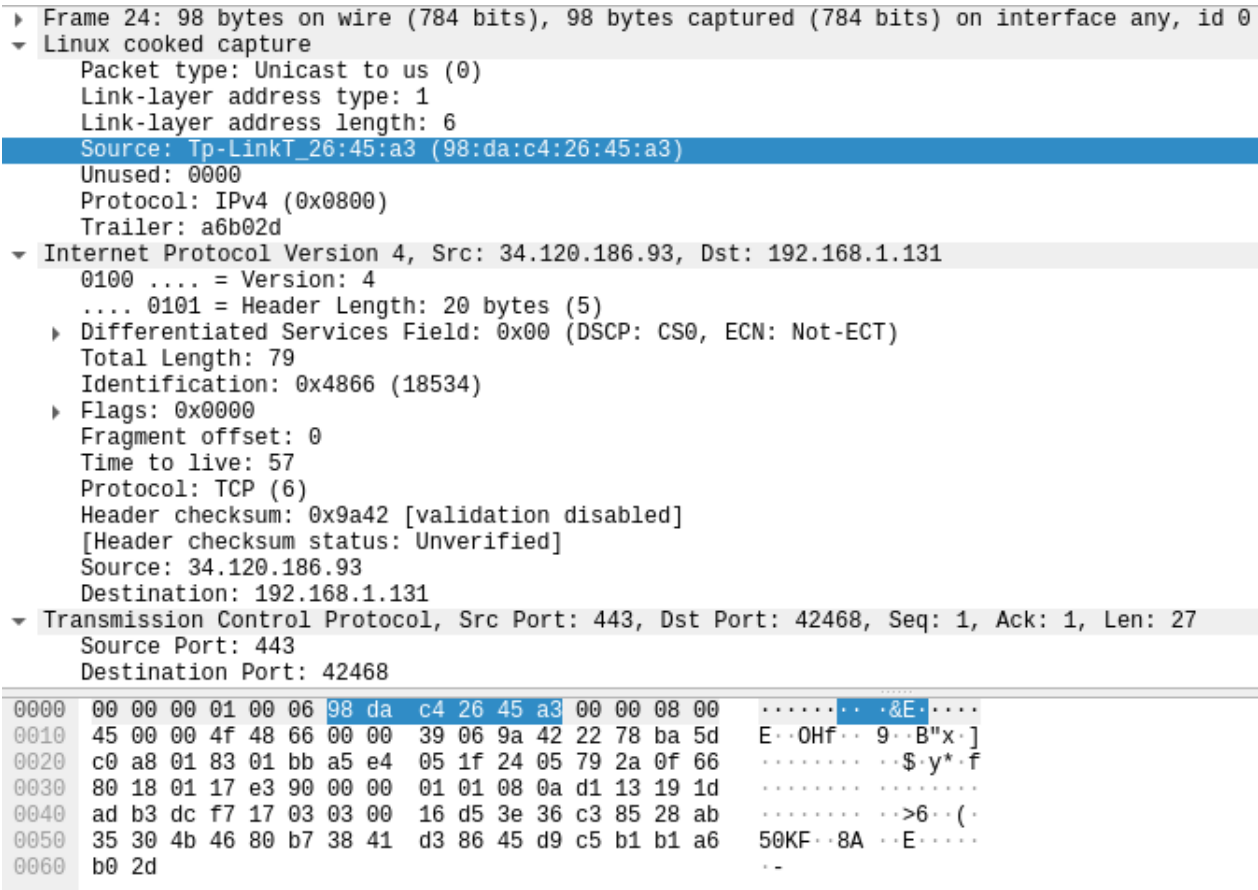 Frame 24: 98 bytes on wire (784 bits), 98 bytes captured (784 bits) on interface any, id 0
Linux cooked capture
Packet type: Unicast to us (0)
Link-layer address type: 1
Link-layer address length: 6
Source: Tp-LinkT_26:45:a3 (98:da:c4:26:45:a3)
Unused: 0000
Protocol: IPv4 (0x0800)
Trailer: a6b02d
Internet Protocol Version 4, Src: 34.120.186.93, Dst: 192.168.1.131
0100 .... = Version: 4
.... 0101 = Header Length: 20 bytes (5)
Differentiated Services Field: 0x00 (DSCP: CS0, ECN: Not-ECT)
Total Length: 79
Identification: 0x4866 (18534)
Flags: 0x0000
Fragment offset: 0
Time to live: 57
Protocol: TCP (6)
Header checksum: 0x9a42 [validation disabled]
[Header checksum status: Unverified]
Source: 34.120.186.93
Destination: 192.168.1.131
Transmission Control Protocol, Src Port: 443, Dst Port: 42468, Seq: 1, Ack: 1, Len: 27
Source Port: 443
Destination Port: 42468
0000 00 00 00 01 00 06 98 da c4 26 45 a3 00 00 08 00 ········ ·&E·····
0010 45 00 00 4f 48 66 00 00 39 06 9a 42 22 78 ba 5d E··OHf·· 9··B"x·]
0020 c0 a8 01 83 01 bb a5 e4 05 1f 24 05 79 2a 0f 66 ········ ··$·y*·f
0030 80 18 01 17 e3 90 00 00 01 01 08 0a d1 13 19 1d ········ ········
0040 ad b3 dc f7 17 03 03 00 16 d5 3e 36 c3 85 28 ab ········ ··>6··(·
0050 35 30 4b 46 80 b7 38 41 d3 86 45 d9 c5 b1 b1 a6 50KF··8A ··E·····
0060 b0 2d ·-